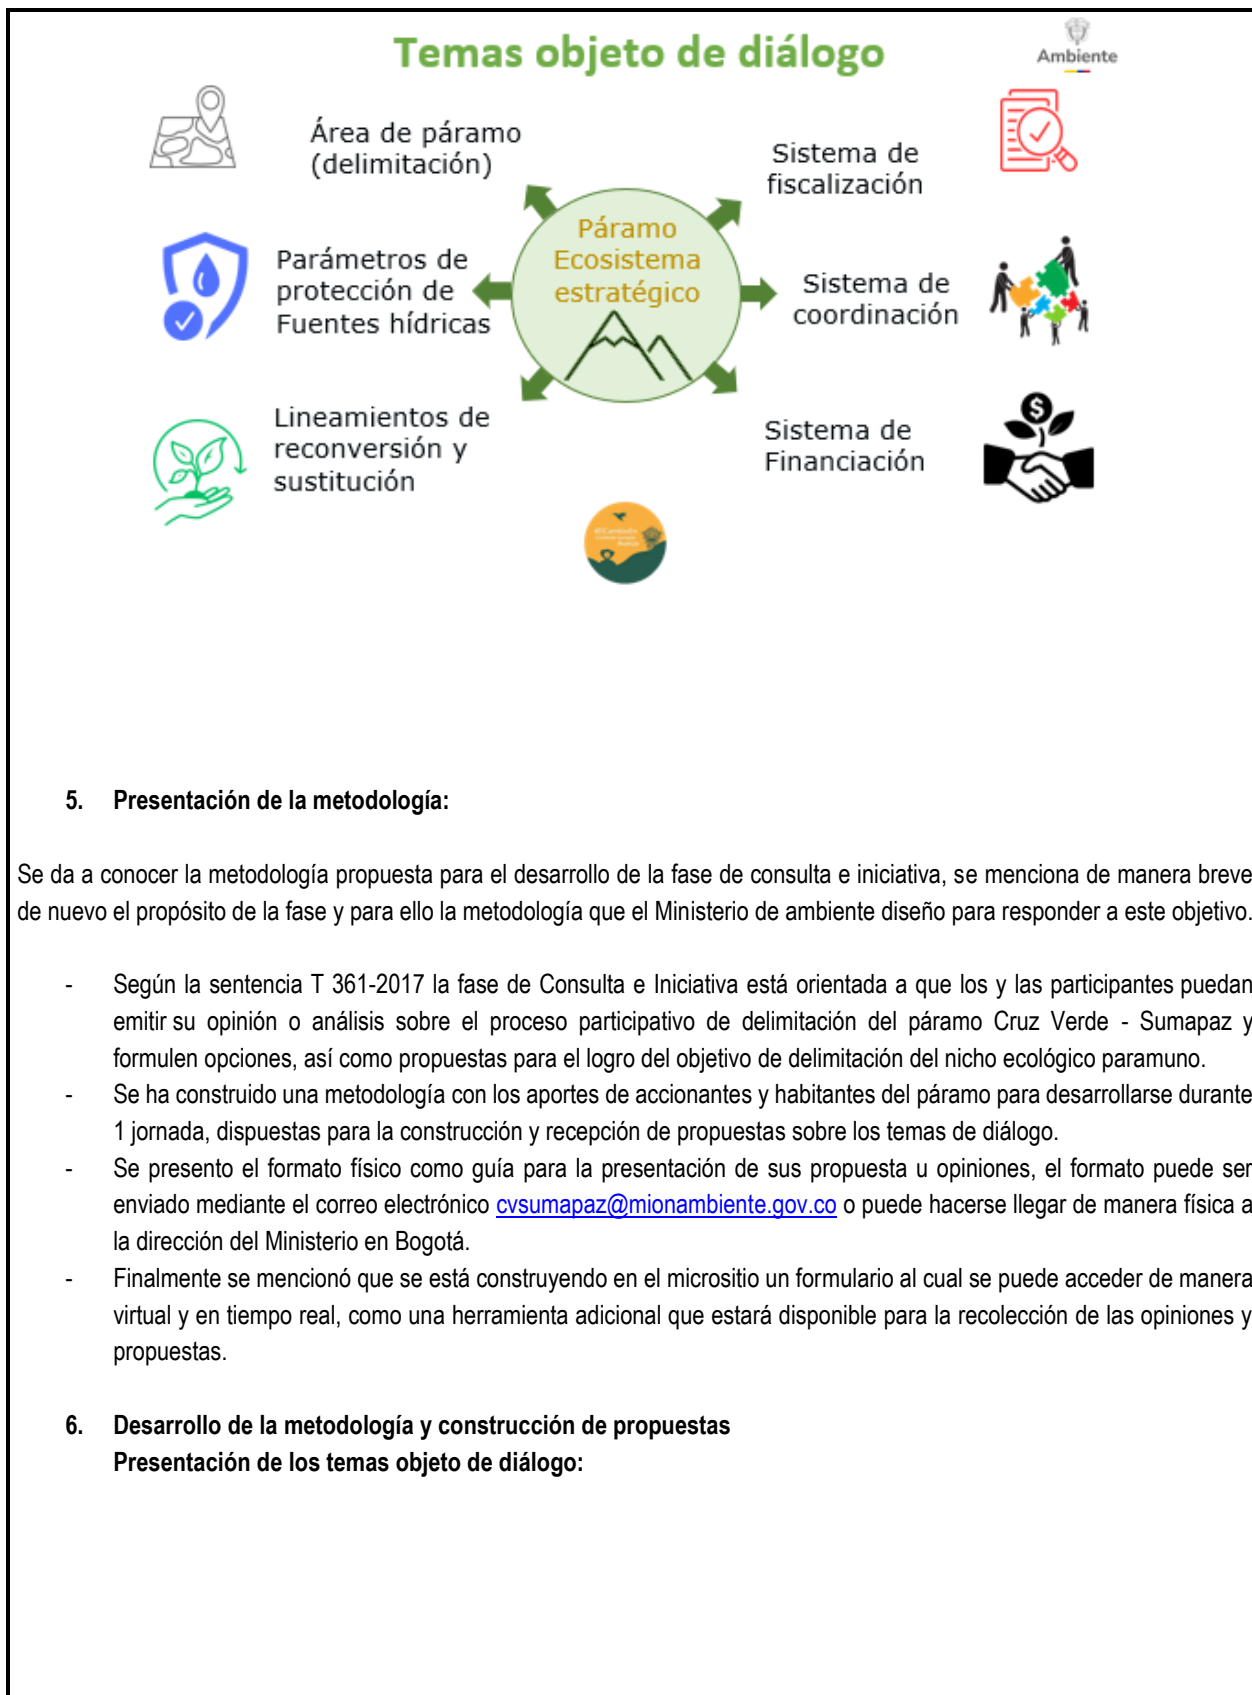 Temas objeto de diálogo
Ambiente
Área de páramo
(delimitación)
Sistema de
fiscalización
Páramo
Ecosistema
estratégico
Parámetros de
protección de
Fuentes hídricas
Sistema de
coordinación
Lineamientos de
reconversión y
sustitución
Sistema de
Financiación
5. Presentación de la metodología:
Se da a conocer la metodología propuesta para el desarrollo de la fase de consulta e iniciativa, se menciona de manera breve
de nuevo el propósito de la fase y para ello la metodología que el Ministerio de ambiente diseño para responder a este objetivo.
- Según la sentencia T 361-2017 la fase de Consulta e Iniciativa está orientada a que los y las participantes puedan
emitir su opinión o análisis sobre el proceso participativo de delimitación del páramo Cruz Verde - Sumapaz y
formulen opciones, así como propuestas para el logro del objetivo de delimitación del nicho ecológico paramuno.
- Se ha construido una metodología con los aportes de accionantes y habitantes del páramo para desarrollarse durante
1 jornada, dispuestas para la construcción y recepción de propuestas sobre los temas de diálogo.
- Se presento el formato físico como guía para la presentación de sus propuesta u opiniones, el formato puede ser
enviado mediante el correo electrónico cvsumapaz@mionambiente.gov.co o puede hacerse llegar de manera física a
la dirección del Ministerio en Bogotá.
- Finalmente se mencionó que se está construyendo en el micrositio un formulario al cual se puede acceder de manera
virtual y en tiempo real, como una herramienta adicional que estará disponible para la recolección de las opiniones y
propuestas.
6. Desarrollo de la metodología y construcción de propuestas
Presentación de los temas objeto de diálogo: